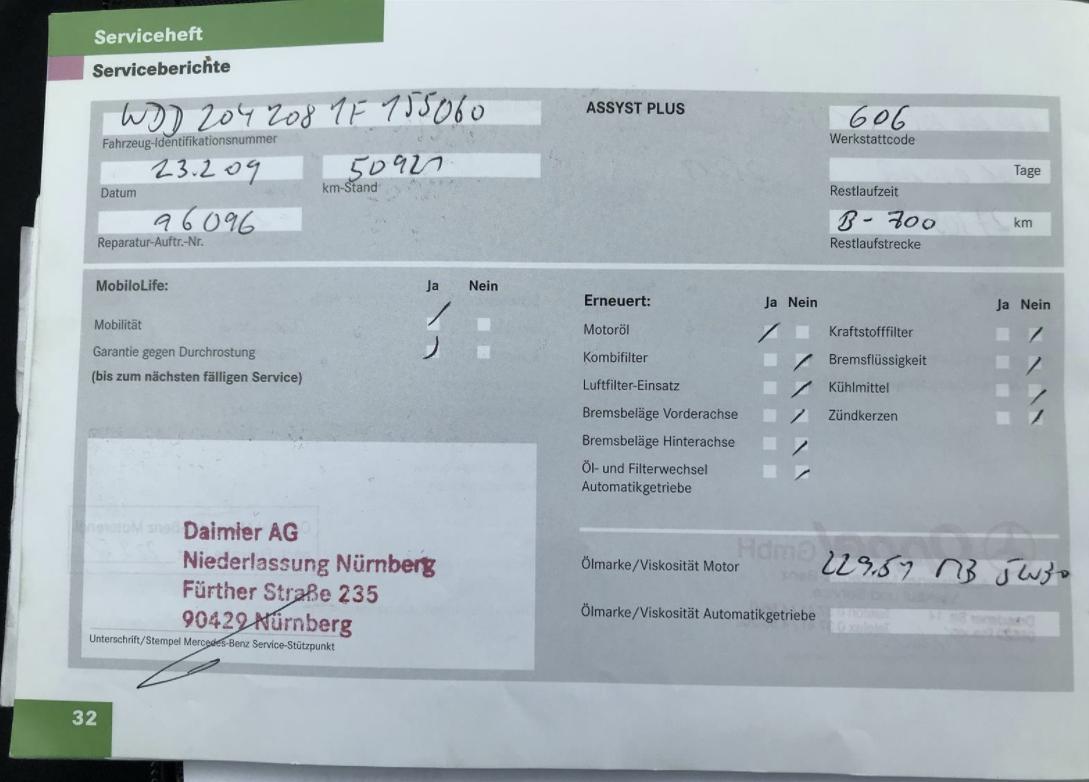 Serviceheft
Serviceberichte
WDD 204 208 1F 155060
Fahrzeug-Identifikationsnummer
23.2 09
Datum
50921
km-Stand
96096
Reparatur-Auftr.-Nr.
ASSYST PLUS
606
Werkstattcode
Tage
Restlaufzeit
B - 700 km
Restlaufstrecke
MobiloLife:
Ja Nein
Mobilität
Garantie gegen Durchrostung
(bis zum nächsten fälligen Service)
Erneuert:
Ja Nein
Motoröl
Kombifilter
Luftfilter-Einsatz
Bremsbeläge Vorderachse
Bremsbeläge Hinterachse
Öl- und Filterwechsel
Automatikgetriebe
Ja Nein
Kraftstofffilter
Bremsflüssigkeit
Kühlmittel
Zündkerzen
Daimler AG
Niederlassung Nürnberg
Fürther Straße 235
90429 Nürnberg
Unterschrift/Stempel Mercedes-Benz Service-Stützpunkt
Ölmarke/Viskosität Motor 229.51 MB 5W30
Ölmarke/Viskosität Automatikgetriebe
32